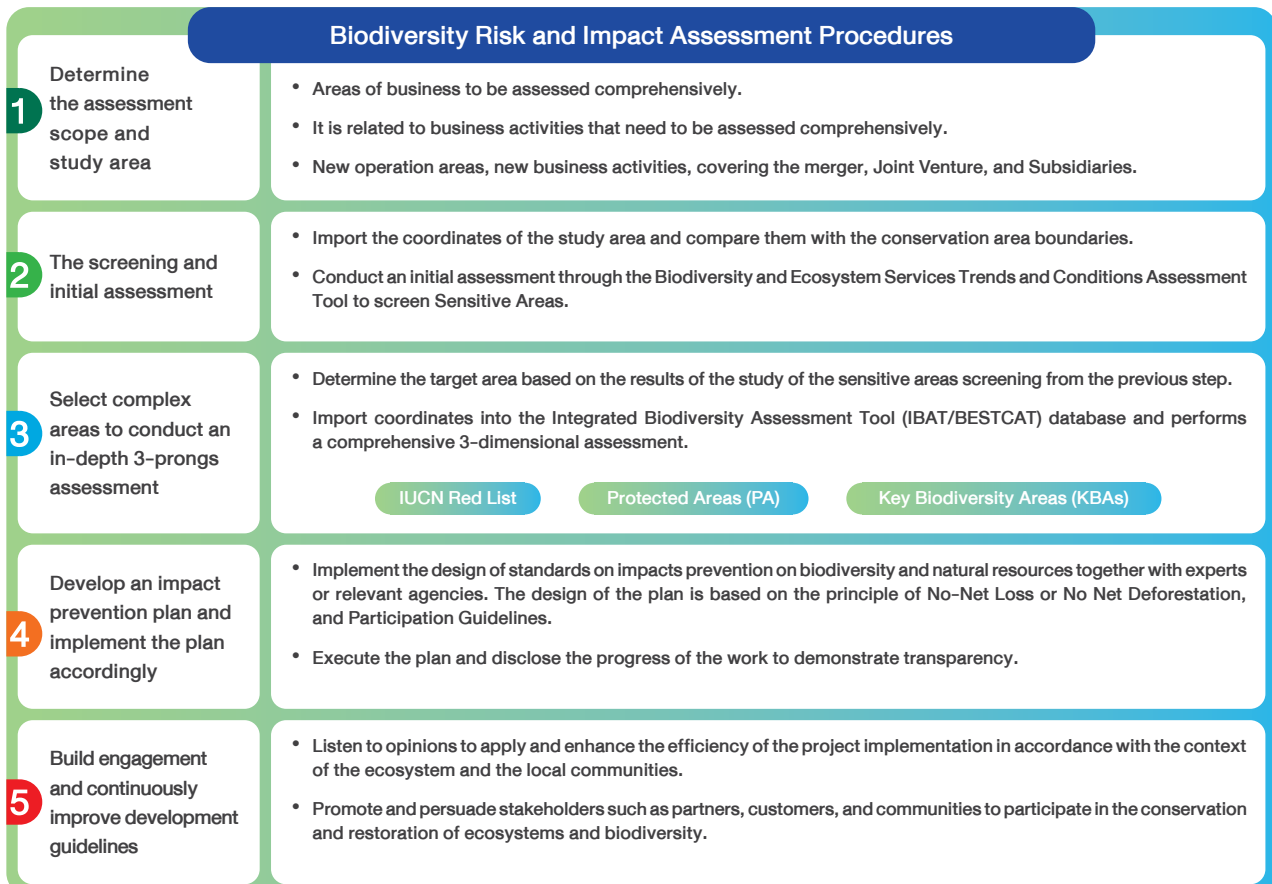 Biodiversity Risk and Impact Assessment Procedures
1
Determine
the assessment
scope and
study area
• Areas of business to be assessed comprehensively.
• It is related to business activities that need to be assessed comprehensively.
• New operation areas, new business activities, covering the merger, Joint Venture, and Subsidiaries.
2
The screening and
initial assessment
• Import the coordinates of the study area and compare them with the conservation area boundaries.
• Conduct an initial assessment through the Biodiversity and Ecosystem Services Trends and Conditions Assessment
Tool to screen Sensitive Areas.
3
Select complex
areas to conduct an
in-depth 3-prongs
assessment
• Determine the target area based on the results of the study of the sensitive areas screening from the previous step.
• Import coordinates into the Integrated Biodiversity Assessment Tool (IBAT/BESTCAT) database and performs
a comprehensive 3-dimensional assessment.
IUCN Red List
Protected Areas (PA)
Key Biodiversity Areas (KBAs)
4
Develop an impact
prevention plan and
implement the plan
accordingly
• Implement the design of standards on impacts prevention on biodiversity and natural resources together with experts
or relevant agencies. The design of the plan is based on the principle of No-Net Loss or No Net Deforestation,
and Participation Guidelines.
• Execute the plan and disclose the progress of the work to demonstrate transparency.
5
Build engagement
and continuously
improve development
guidelines
• Listen to opinions to apply and enhance the efficiency of the project implementation in accordance with the context
of the ecosystem and the local communities.
• Promote and persuade stakeholders such as partners, customers, and communities to participate in the conservation
and restoration of ecosystems and biodiversity.